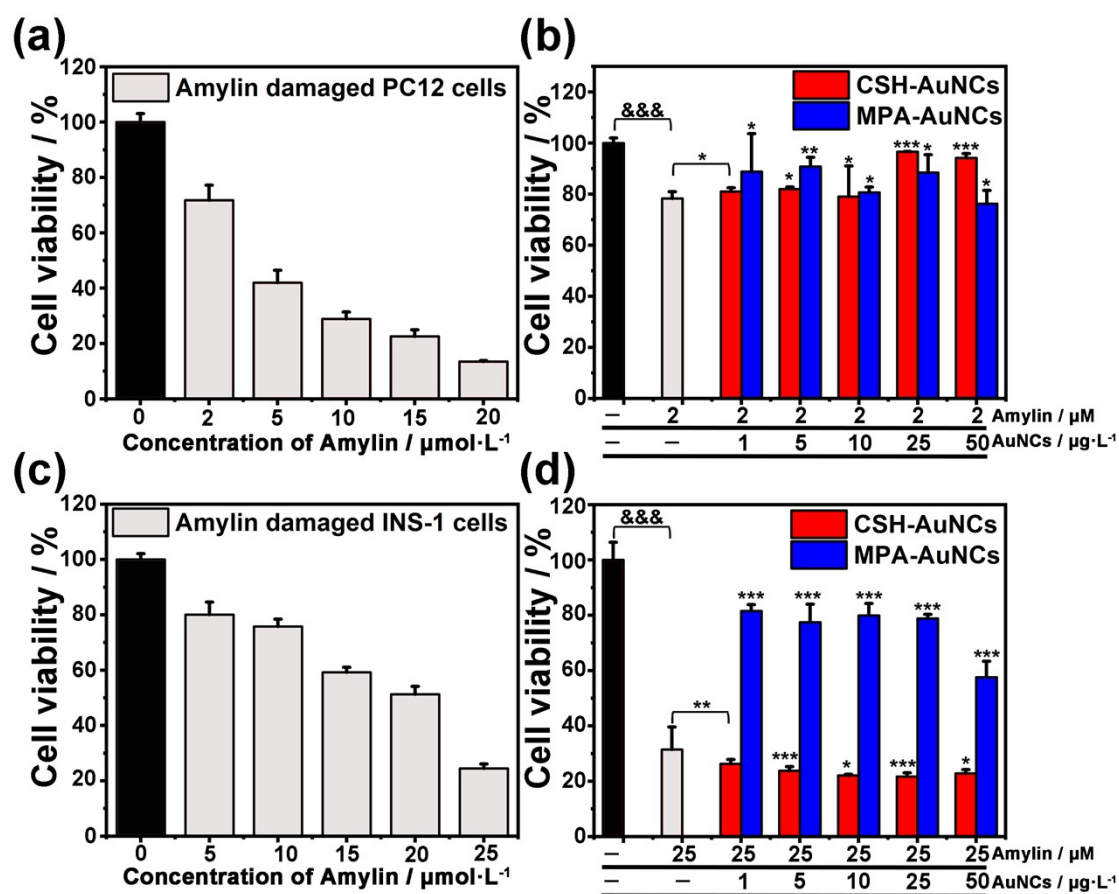 (a)
Cell viability / %
120
100
80
60
40
20
0
Amylin damaged PC12 cells
0 2 5 10 15 20
Concentration of Amylin / μmol·L-1
(b)
Cell viability / %
120
100
80
60
40
20
0
CSH-AuNCs
MPA-AuNCs
&&&
* * ** * * * *** * *** *
– 2 2 2 2 2 2 Amylin / μM
– – 1 5 10 25 50 AuNCs / μg·L-1
(c)
Cell viability / %
120
100
80
60
40
20
0
Amylin damaged INS-1 cells
0 5 10 15 20 25
Concentration of Amylin / μmol·L-1
(d)
Cell viability / %
120
100
80
60
40
20
0
CSH-AuNCs
MPA-AuNCs
&&&
** *** *** *** * *** *** *** * ***
– 25 25 25 25 25 25 Amylin / μM
– – 1 5 10 25 50 AuNCs / μg·L-1